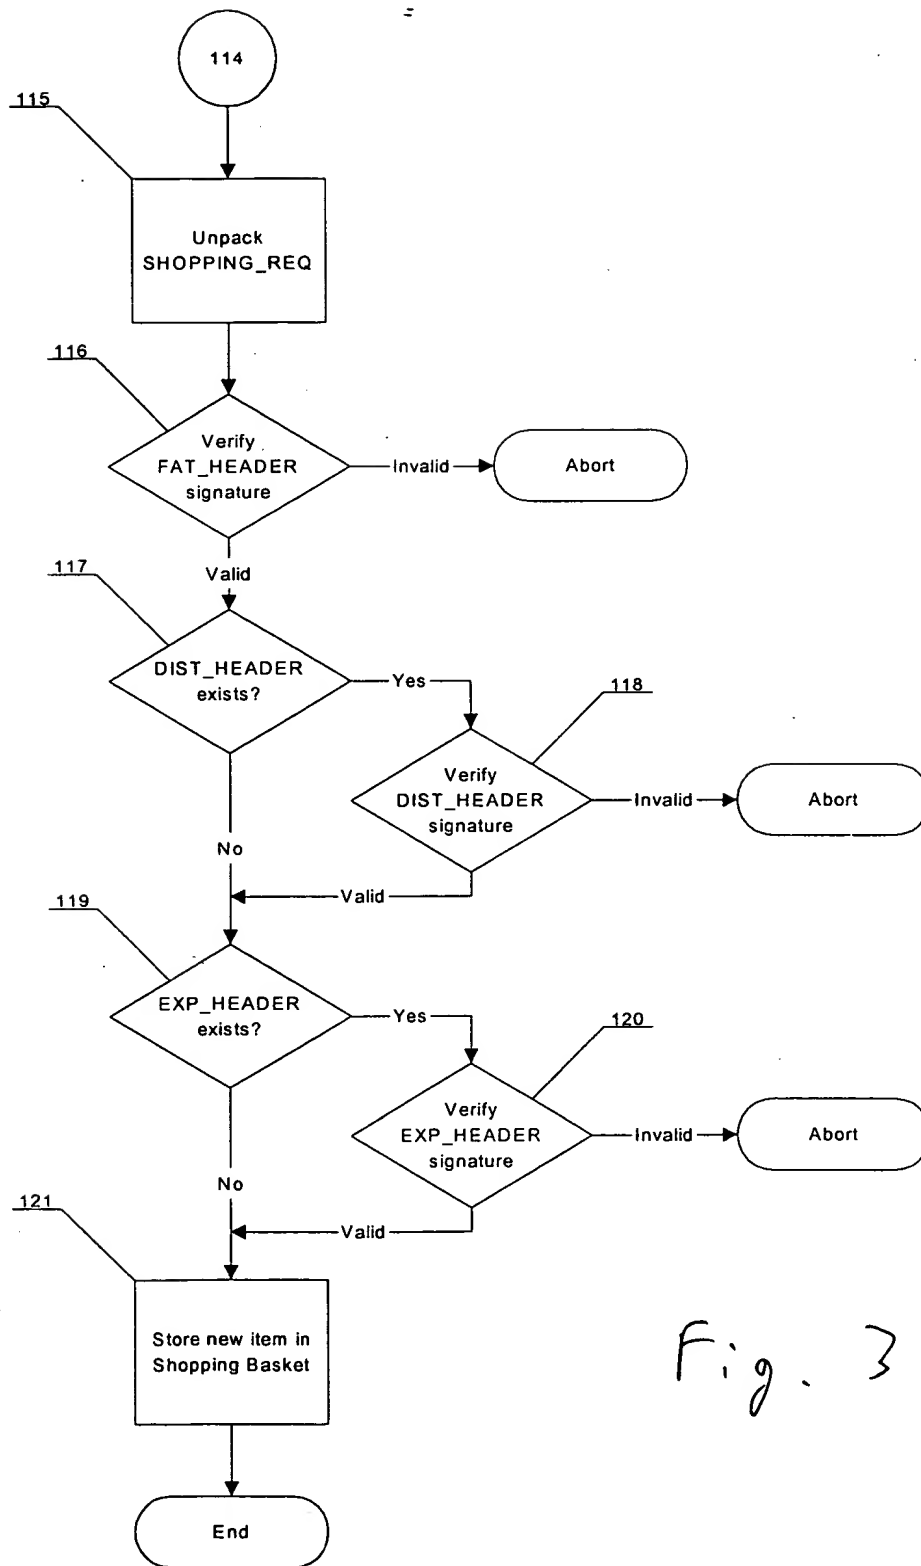 114
115
Unpack
SHOPPING_REQ
116
Verify
FAT_HEADER
signature
Invalid
Abort
Valid
117
DIST_HEADER
exists?
Yes
118
Verify
DIST_HEADER
signature
Invalid
Abort
No
Valid
119
EXP_HEADER
exists?
Yes
120
Verify
EXP_HEADER
signature
Invalid
Abort
No
Valid
121
Store new item in
Shopping Basket
Fig. 3
End